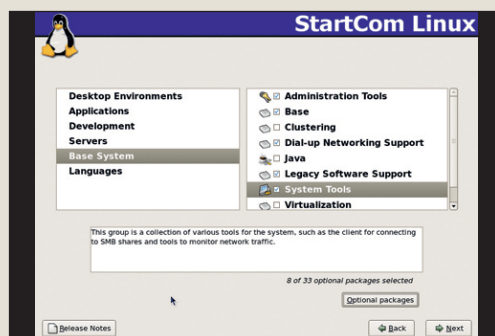 StartCom Linux
Desktop Environments
Applications
Development
Servers
Base System
Languages
Administration Tools
Base
Clustering
Dial-up Networking Support
Java
Legacy Software Support
System Tools
Virtualization
This group is a collection of various tools for the system, such as the client for connecting
to SMB shares and tools to monitor network traffic.
8 of 33 optional packages selected
Optional packages
Release Notes
Back
Next